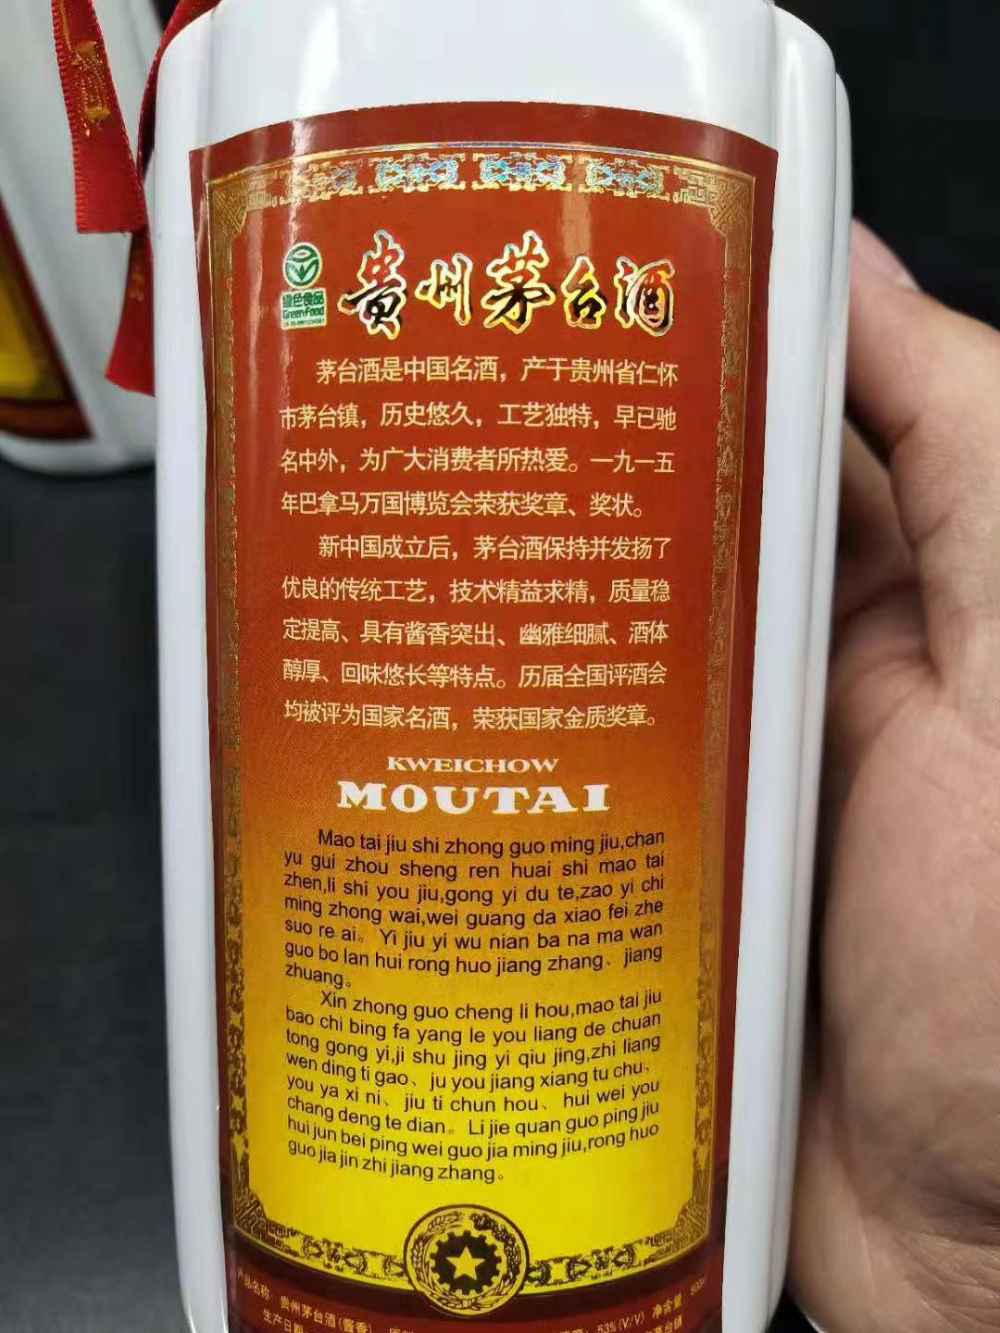 绿色食品
GreenFood
贵州茅台酒
茅台酒是中国名酒，产于贵州省仁怀
市茅台镇，历史悠久，工艺独特，早已驰
名中外，为广大消费者所热爱。一九一五
年巴拿马万国博览会荣获奖章、奖状。
新中国成立后，茅台酒保持并发扬了
优良的传统工艺，技术精益求精，质量稳
定提高、具有酱香突出、幽雅细腻、酒体
醇厚、回味悠长等特点。历届全国评酒会
均被评为国家名酒，荣获国家金质奖章。
KWEICHOW
MOUTAI
Mao tai jiu shi zhong guo ming jiu,chan
yu gui zhou sheng ren huai shi mao tai
zhen,li shi you jiu,gong yi du te,zao yi chi
ming zhong wai,wei guang da xiao fei zhe
suo re ai。Yi jiu yi wu nian ba na ma wan
guo bo lan hui rong huo jiang zhang、jiang
zhuang。
Xin zhong guo cheng li hou,mao tai jiu
bao chi bing fa yang le you liang de chuan
tong gong yi,ji shu jing yi qiu jing,zhi liang
wen ding ti gao、ju you jiang xiang tu chu、
you ya xi ni、jiu ti chun hou、hui wei you
chang deng te dian。Li jie quan guo ping jiu
hui jun bei ping wei guo jia ming jiu,rong huo
guo jia jin zhi jiang zhang。
产品名称 贵州茅台酒(酱香) 53%(V/V) 净含量
生产日期